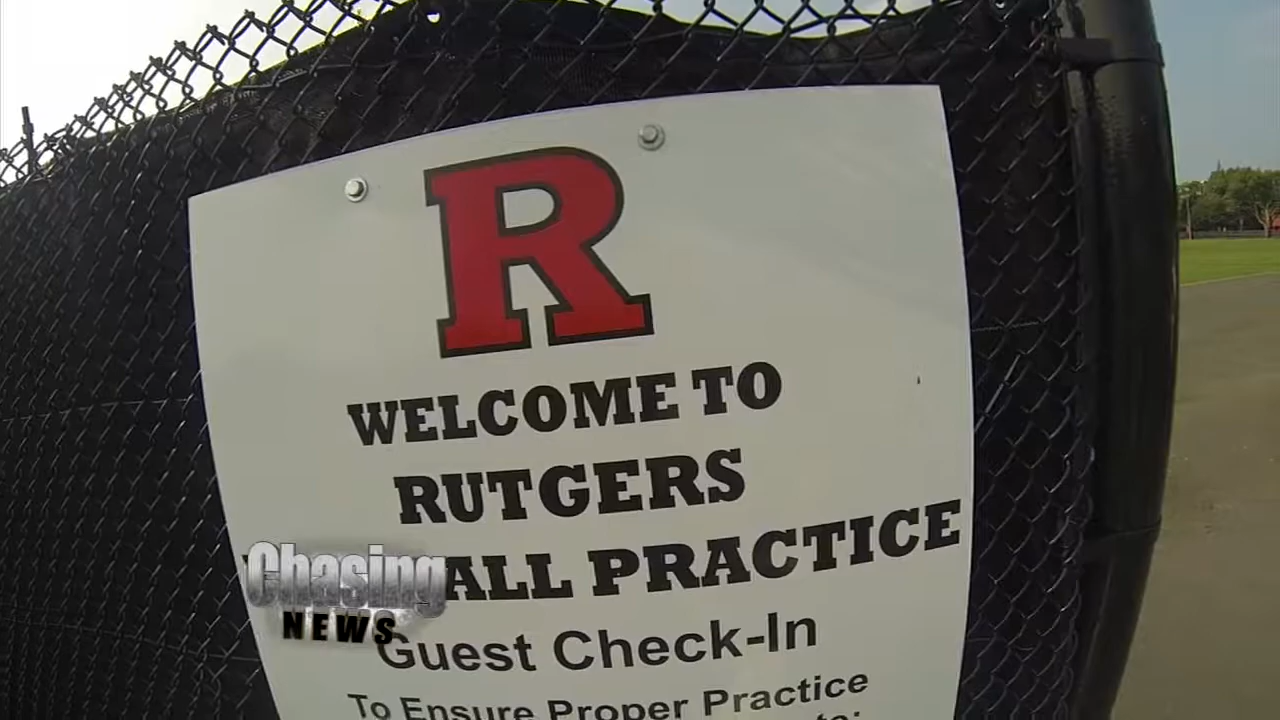 R
WELCOME TO
RUTGERS
ALL PRACTICE
Chasing
NEWS
Guest Check-In
To Ensure Proper Practice